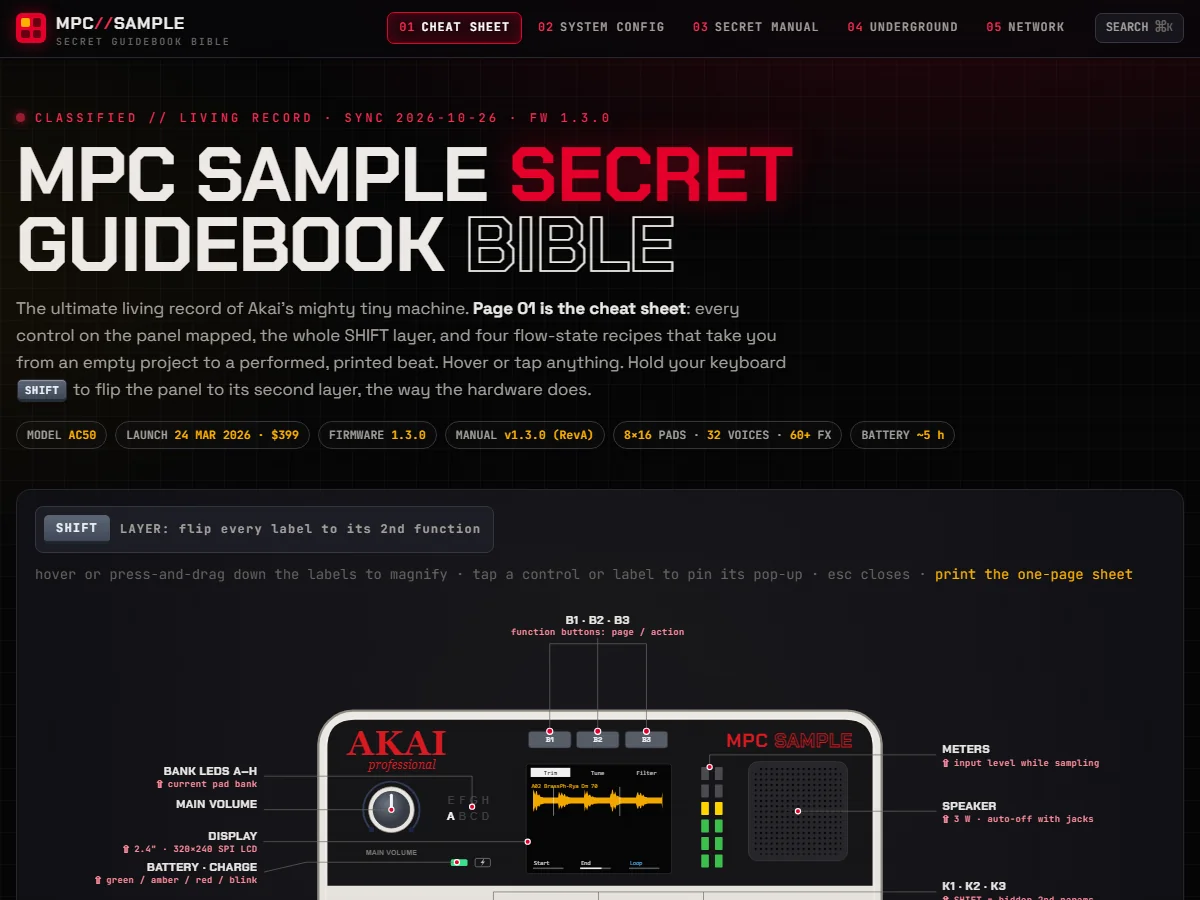 MPC//SAMPLE
SECRET GUIDEBOOK BIBLE
01 CHEAT SHEET
02 SYSTEM CONFIG
03 SECRET MANUAL
04 UNDERGROUND
05 NETWORK
SEARCH ⌘K
CLASSIFIED // LIVING RECORD · SYNC 2026-10-26 · FW 1.3.0
MPC SAMPLE SECRET
GUIDEBOOK BIBLE
The ultimate living record of Akai's mighty tiny machine. Page 01 is the cheat sheet: every
control on the panel mapped, the whole SHIFT layer, and four flow-state recipes that take you
from an empty project to a performed, printed beat. Hover or tap anything. Hold your keyboard
SHIFT to flip the panel to its second layer, the way the hardware does.
MODEL AC50
LAUNCH 24 MAR 2026 · $399
FIRMWARE 1.3.0
MANUAL v1.3.0 (RevA)
8×16 PADS · 32 VOICES · 60+ FX
BATTERY ~5 h
SHIFT LAYER: flip every label to its 2nd function
hover or press-and-drag down the labels to magnify · tap a control or label to pin its pop-up · esc closes · print the one-page sheet
B1 · B2 · B3
function buttons: page / action
AKAI
professional
B1
B2
B3
MPC SAMPLE
BANK LEDS A–H
⇧ current pad bank
MAIN VOLUME
DISPLAY
⇧ 2.4" · 320×240 SPI LCD
BATTERY · CHARGE
⇧ green / amber / red / blink
E F G H
A B C D
MAIN VOLUME
Trim
Tune
Filter
A02 BrassPh-Rya Dm 70
Start
End
Loop
METERS
⇧ input level while sampling
SPEAKER
⇧ 3 W · auto-off with jacks
K1 · K2 · K3
⇧ SHIFT = hidden 2nd params